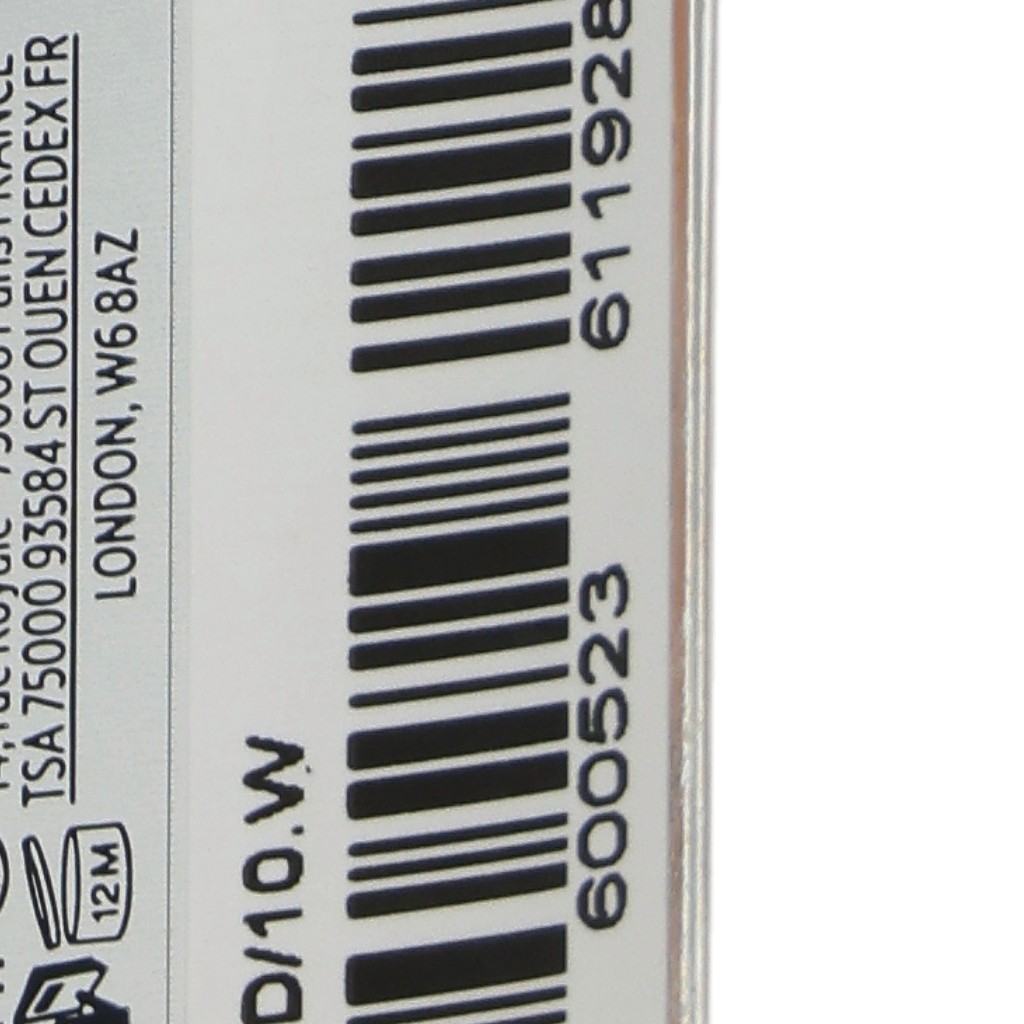 TSA 75000 93584 ST OUEN CEDEX FR
LONDON, W6 8AZ
12M
D/10.W
600523 611928